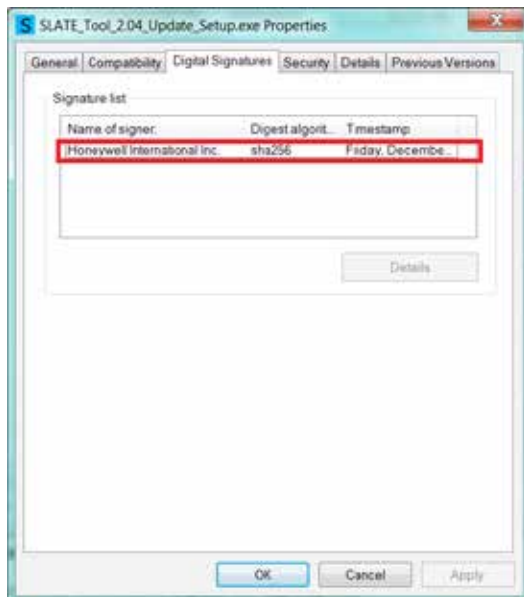 S SLATE_Tool_2.04_Update_Setup.exe Properties
General Compatibility Digital Signatures Security Details Previous Versions
Signature list
Name of signer: Digest algorit... Timestamp
Honeywell International Inc. sha256 Friday, Decembe...
Details
OK Cancel Apply